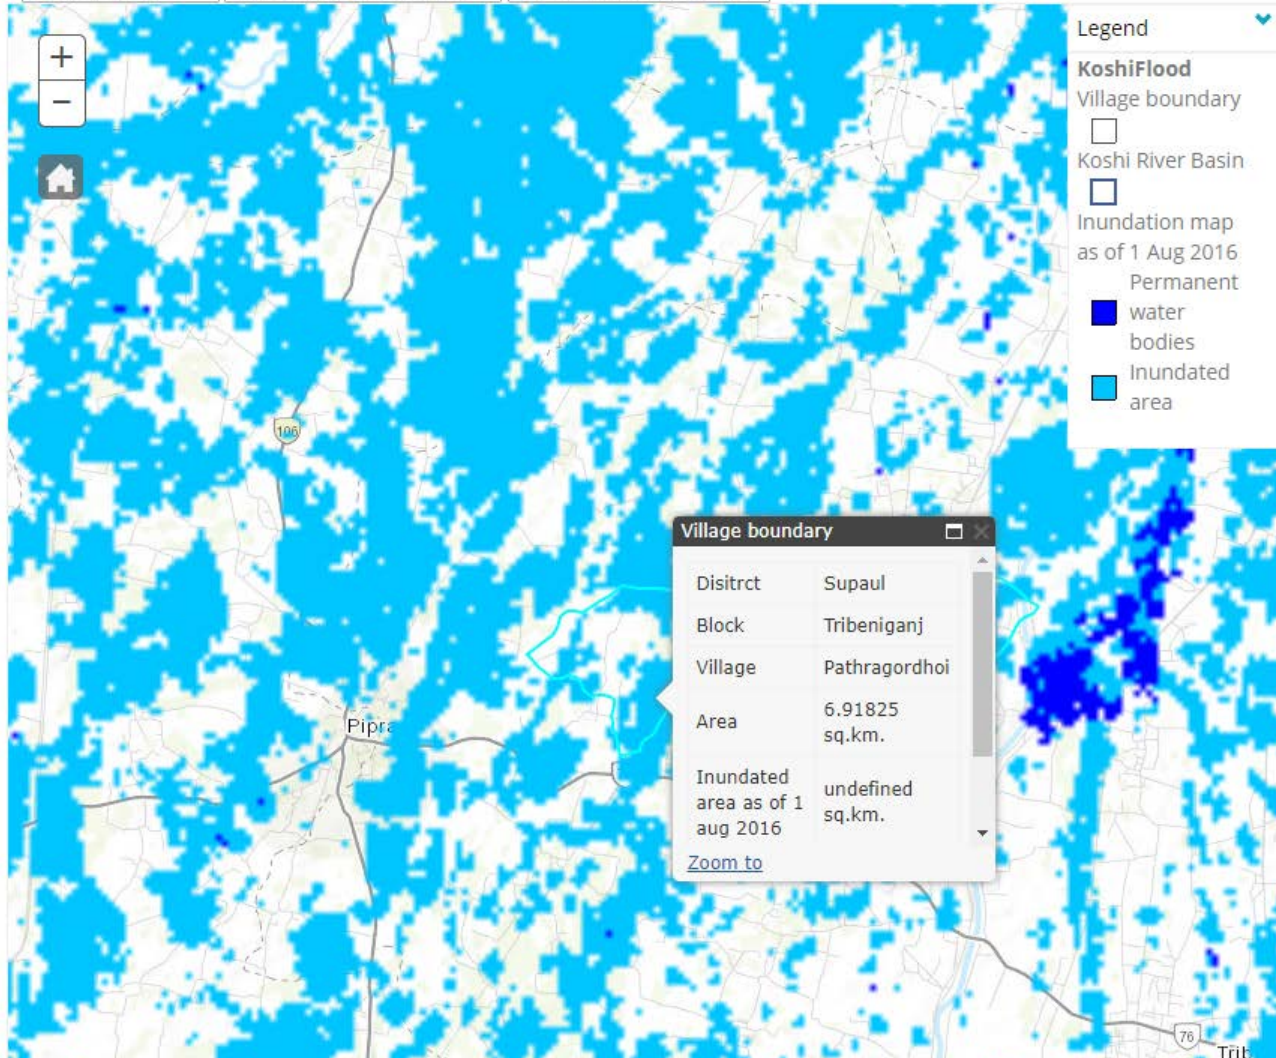 +
−
Legend
KoshiFlood
Village boundary
Koshi River Basin
Inundation map
as of 1 Aug 2016
Permanent
water
bodies
Inundated
area
106
Village boundary
Disitrct Supaul
Block Tribeniganj
Village Pathragordhoi
Area 6.91825
sq.km.
Inundated
area as of 1
aug 2016
undefined
sq.km.
Zoom to
Pipra
76
Trib